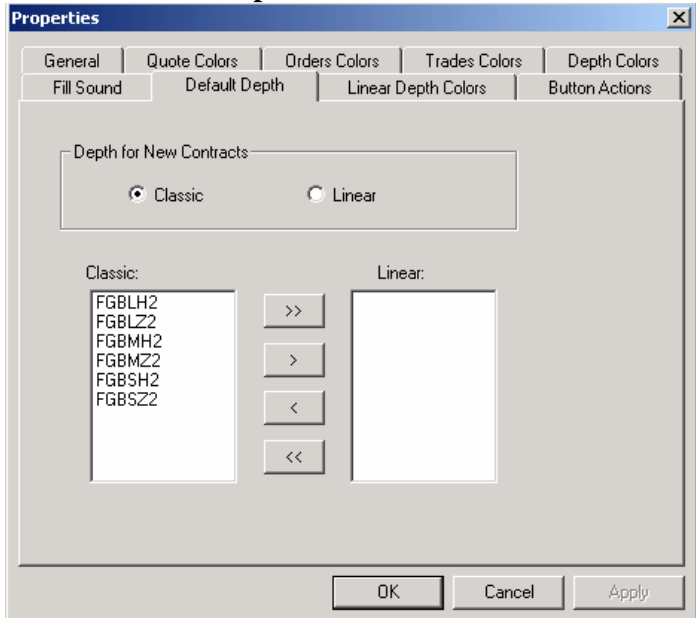 Properties
General Quote Colors Orders Colors Trades Colors Depth Colors
Fill Sound Default Depth Linear Depth Colors Button Actions
Depth for New Contracts
Classic Linear
Classic: Linear:
FGBLH2
FGBLZ2
FGBMH2
FGBMZ2
FGBSH2
FGBSZ2
>>
>
<
<<
OK Cancel Apply